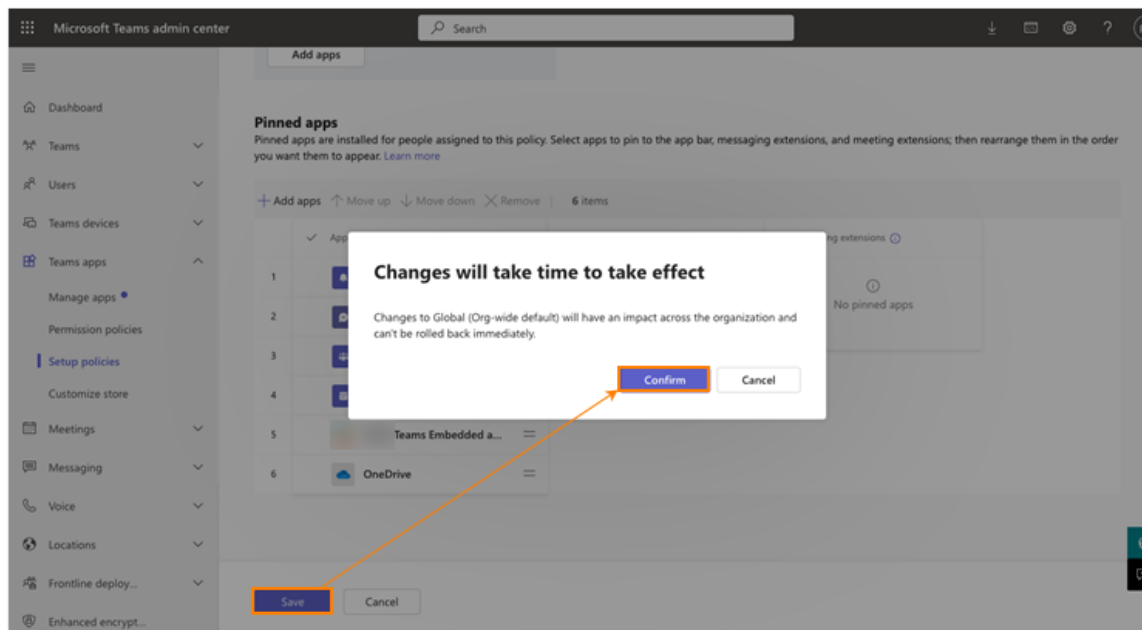 Microsoft Teams admin center
Search
?
Add apps
Dashboard
Teams
Users
Teams devices
Teams apps
Manage apps
Permission policies
Setup policies
Customize store
Meetings
Messaging
Voice
Locations
Frontline deploy...
Enhanced encrypt...
Pinned apps
Pinned apps are installed for people assigned to this policy. Select apps to pin to the app bar, messaging extensions, and meeting extensions; then rearrange them in the order
you want them to appear. Learn more
Add apps Move up Move down Remove | 6 items
ng extensions
1
No pinned apps
2
3
4
5 Teams Embedded a...
6 OneDrive
Changes will take time to take effect
Changes to Global (Org-wide default) will have an impact across the organization and
can't be rolled back immediately.
Confirm Cancel
Save Cancel